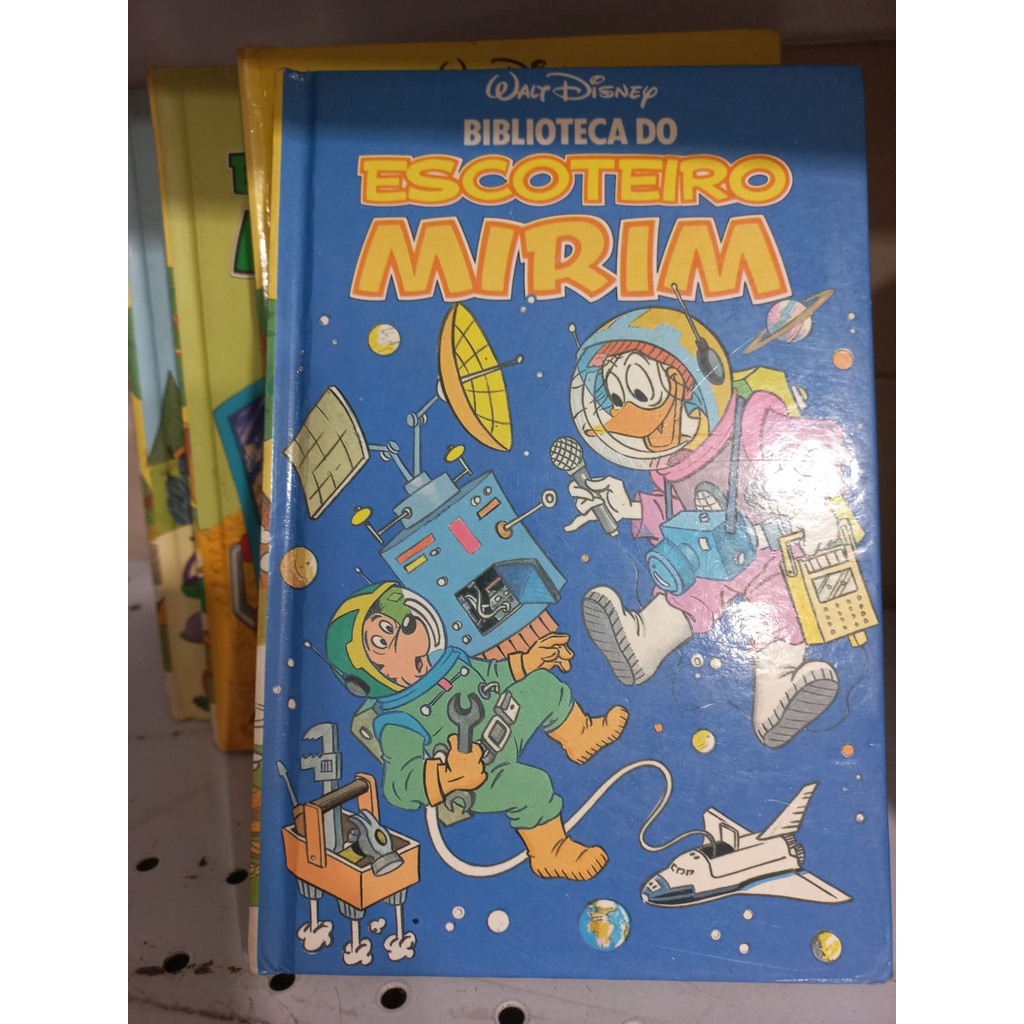 WALT DISNEY
BIBLIOTECA DO
ESCOTEIRO
MIRIM